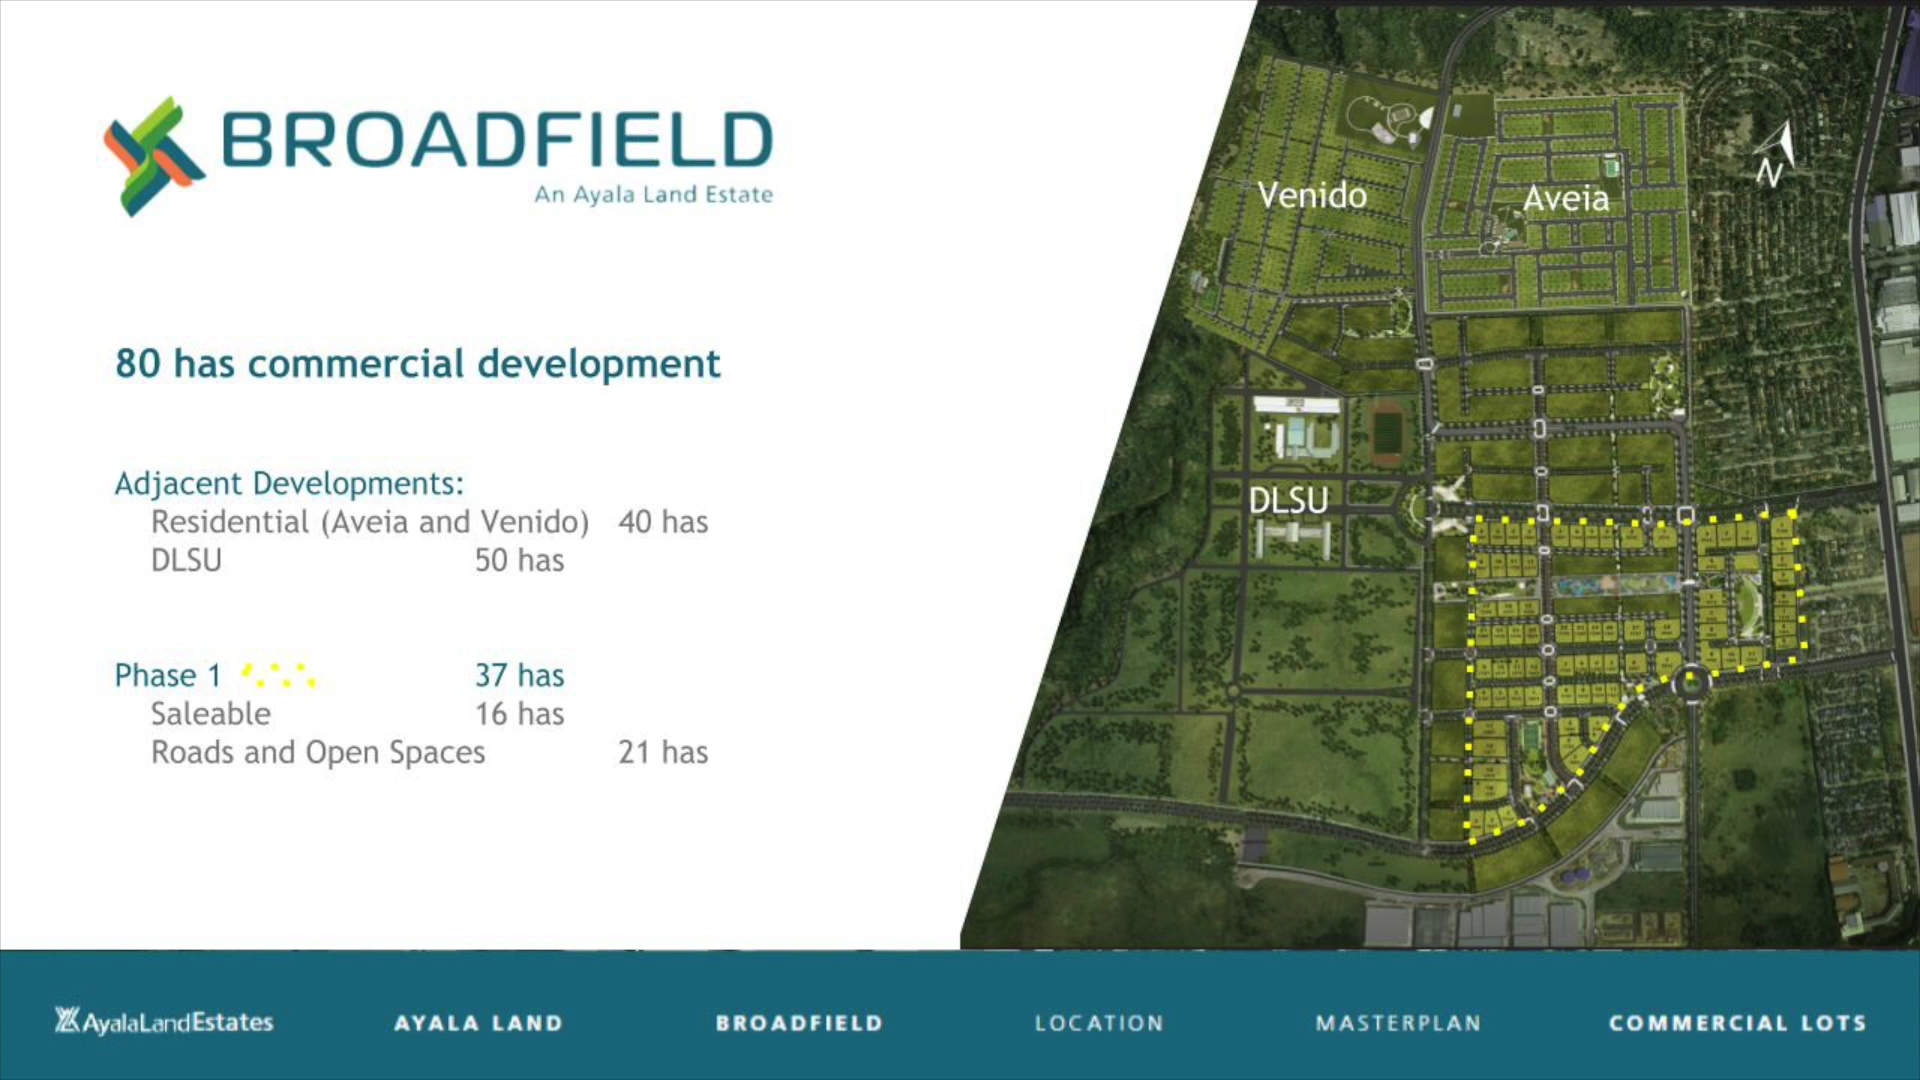 BROADFIELD
An Ayala Land Estate
80 has commercial development
Adjacent Developments:
Residential (Aveia and Venido) 40 has
DLSU 50 has
Phase 1 37 has
Saleable 16 has
Roads and Open Spaces 21 has
Venido
Aveia
N
DLSU
AyalaLandEstates
AYALA LAND
BROADFIELD
LOCATION
MASTERPLAN
COMMERCIAL LOTS